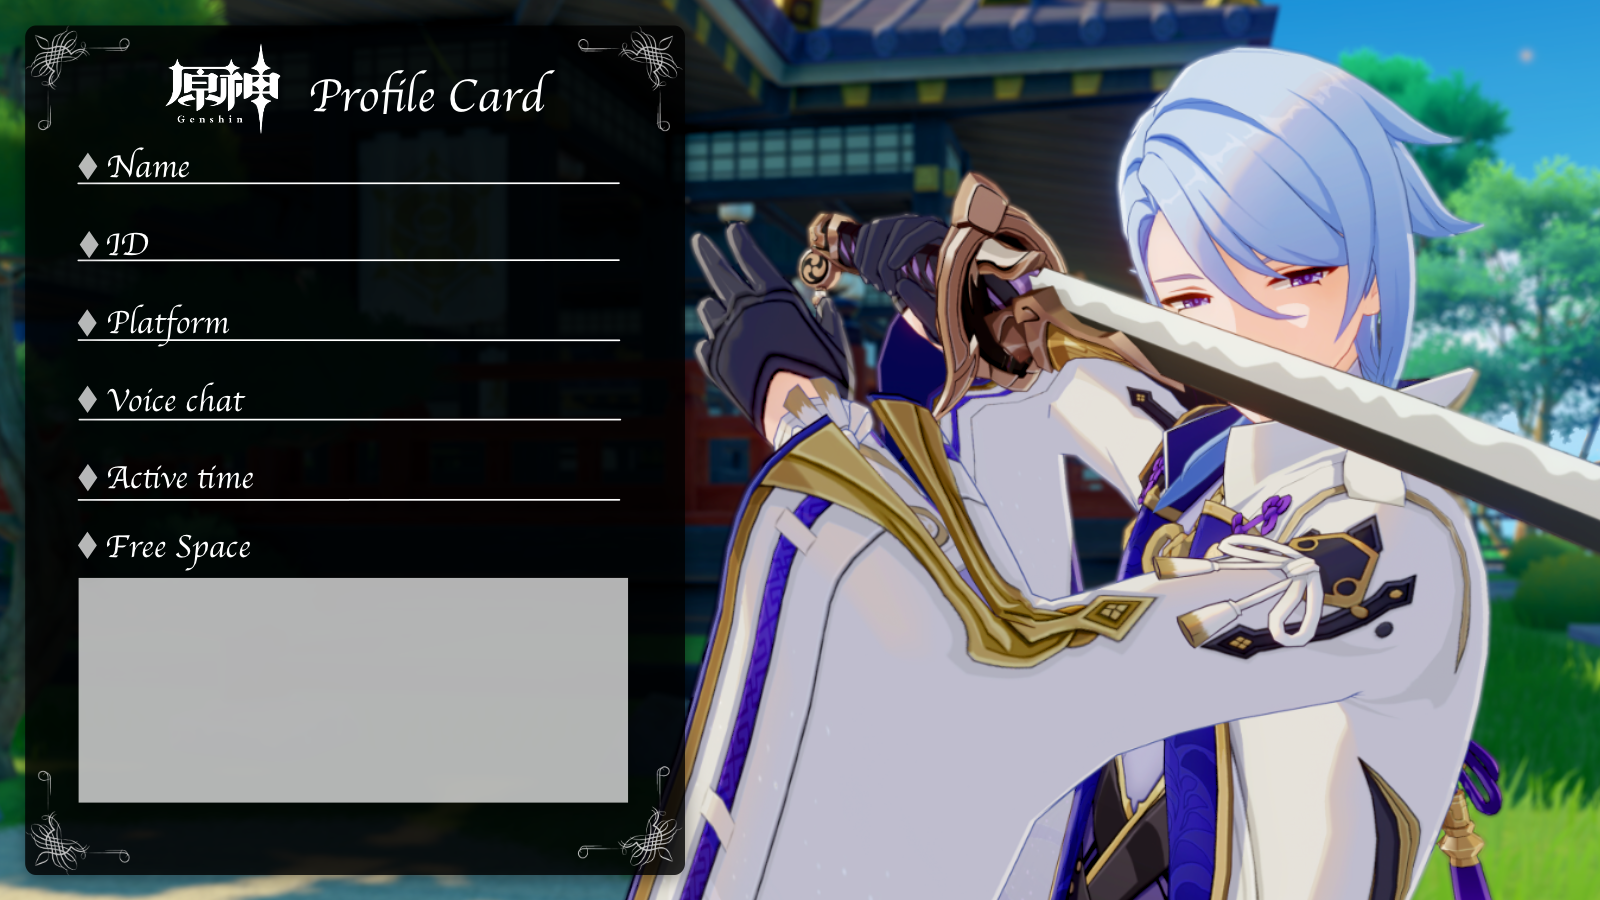 原神
Genshin
Profile Card
Name
ID
Platform
Voice chat
Active time
Free Space